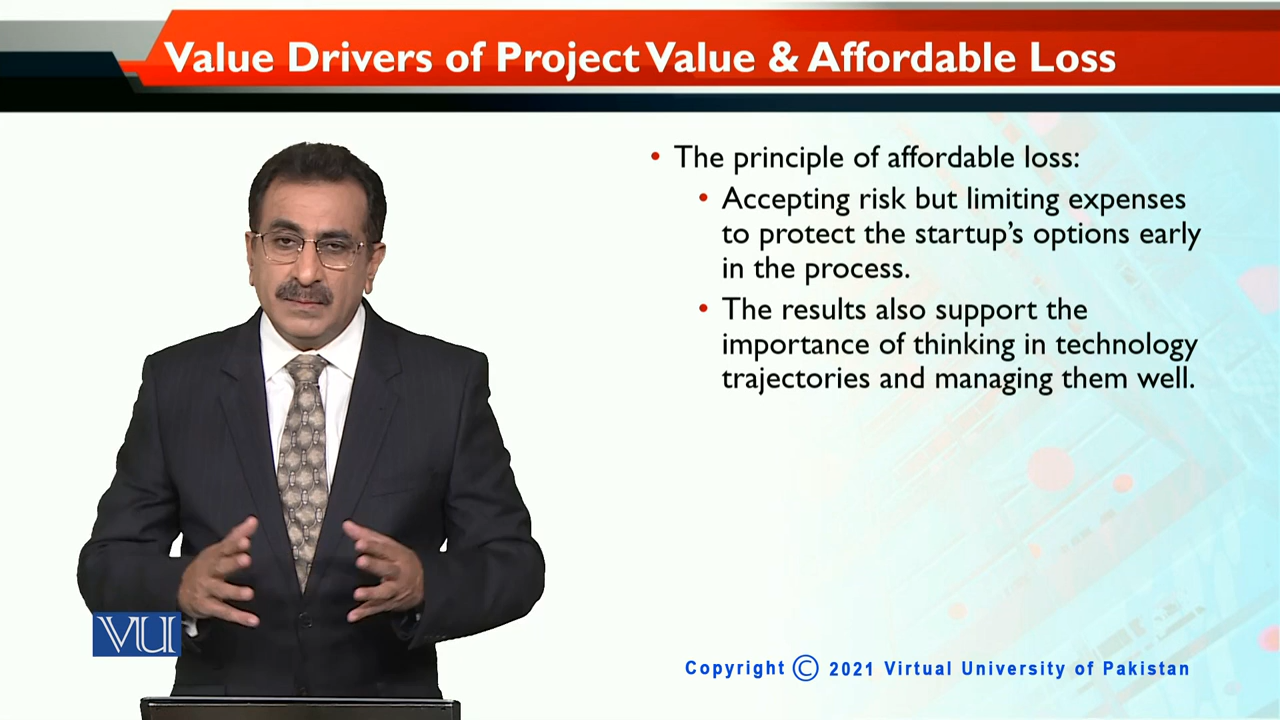 Value Drivers of Project Value & Affordable Loss
• The principle of affordable loss:
• Accepting risk but limiting expenses
to protect the startup's options early
in the process.
• The results also support the
importance of thinking in technology
trajectories and managing them well.
VU
Copyright © 2021 Virtual University of Pakistan